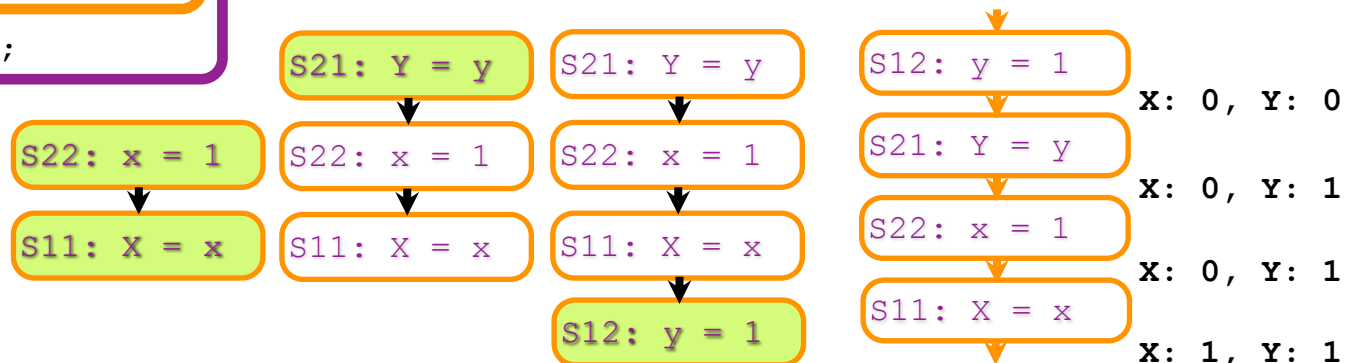 ;
S22: x = 1
S11: X = x
S21: Y = y
S22: x = 1
S11: X = x
S21: Y = y
S22: x = 1
S11: X = x
S12: y = 1
S12: y = 1
X: 0, Y: 0
S21: Y = y
X: 0, Y: 1
S22: x = 1
X: 0, Y: 1
S11: X = x
X: 1, Y: 1